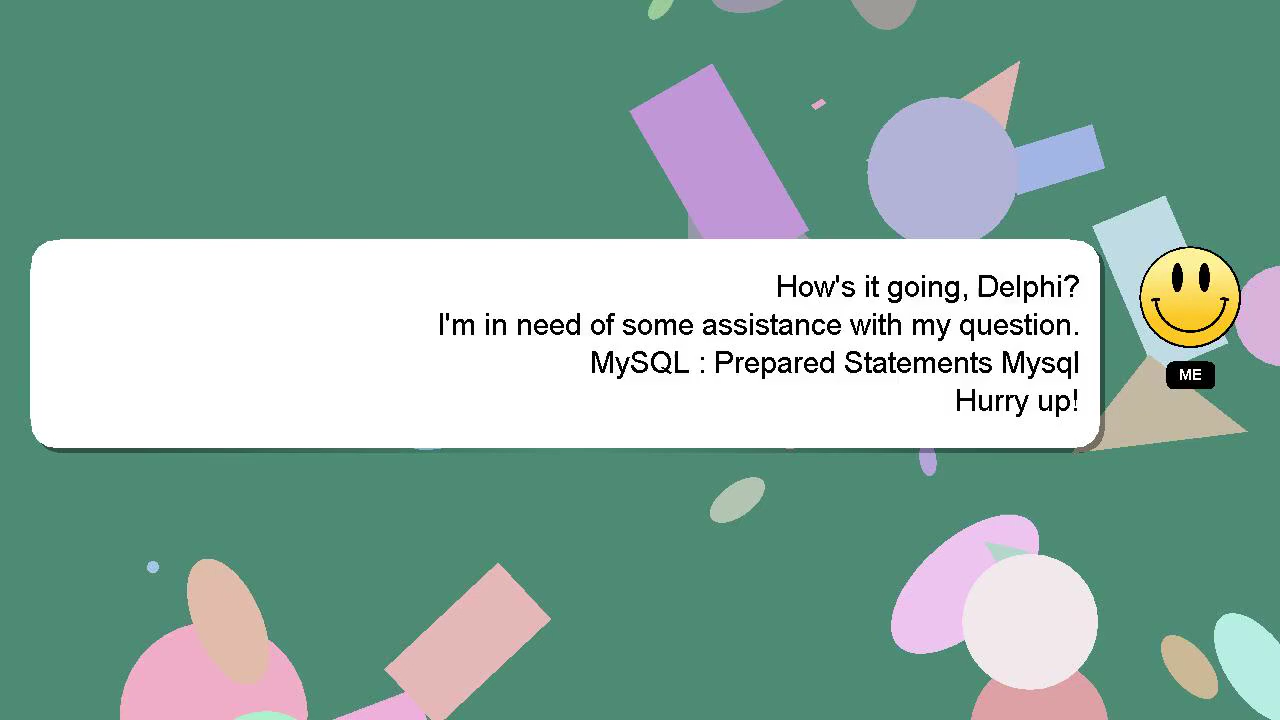 How's it going, Delphi?
I'm in need of some assistance with my question.
MySQL : Prepared Statements Mysql
Hurry up!
ME